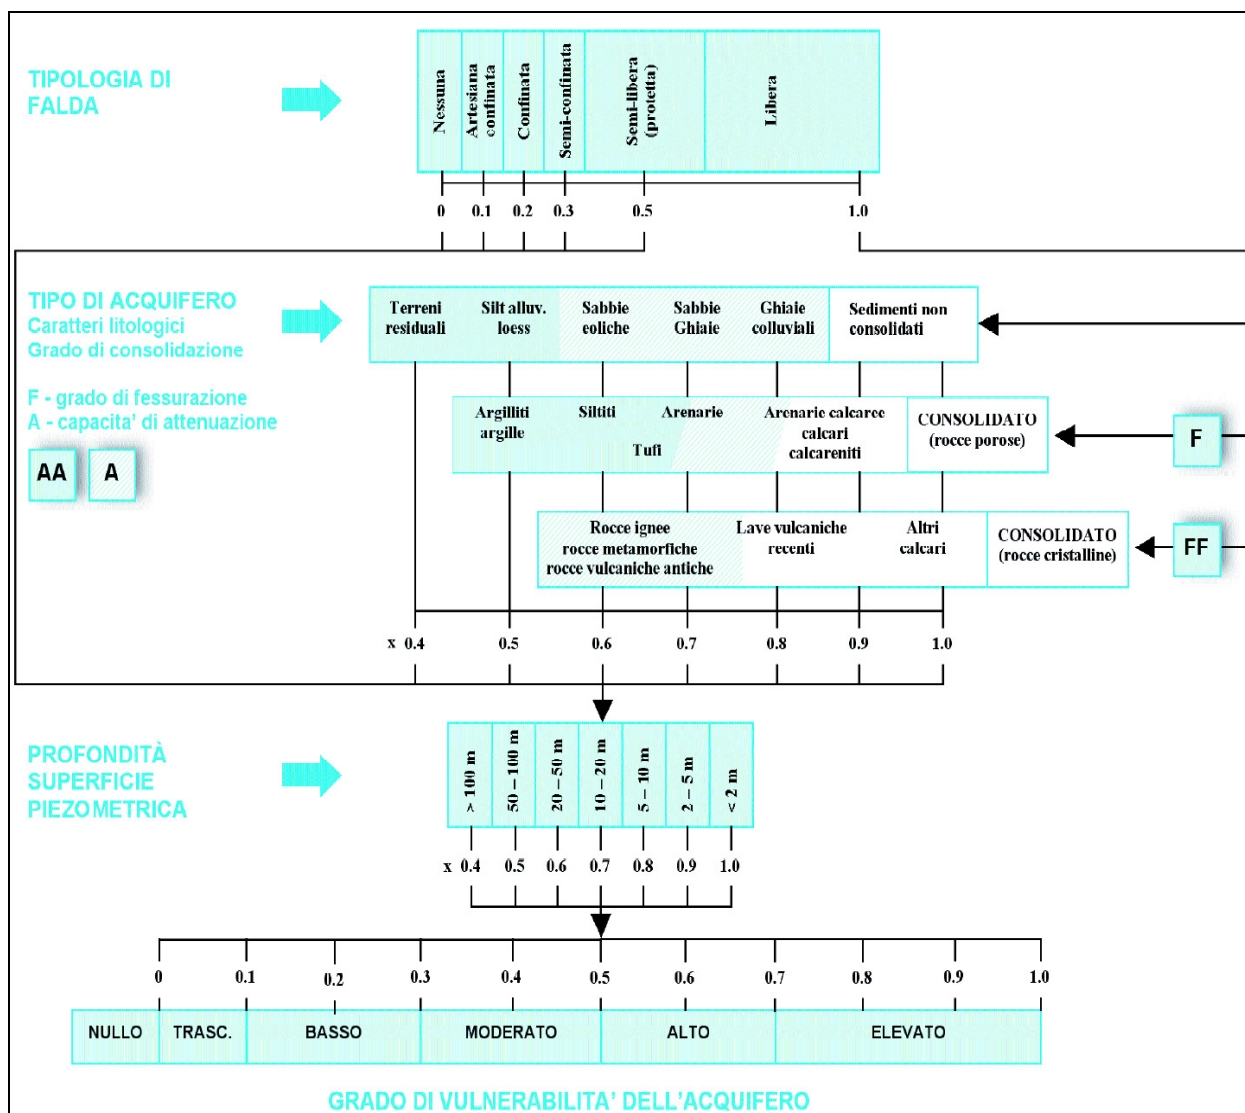 TIPOLOGIA DI
FALDA
Nessuna
Artesiana
confinata
Confinata
Semi-confinata
Semi-libera
(protetta)
Libera
0 0.1 0.2 0.3 0.5 1.0
TIPO DI ACQUIFERO
Caratteri litologici
Grado di consolidazione
F - grado di fessurazione
A - capacita' di attenuazione
AA A
Terreni
residuali
Silt alluv.
loess
Sabbie
eoliche
Sabbie
Ghiaie
Ghiaie
colluviali
Sedimenti non
consolidati
Argilliti
argille
Siltiti
Tufi
Arenarie
Arenarie calcaree
calcari
calcareniti
CONSOLIDATO
(rocce porose)
F
Rocce ignee
rocce metamorfiche
rocce vulcaniche antiche
Lave vulcaniche
recenti
Altri
calcari
CONSOLIDATO
(rocce cristalline)
FF
x 0.4 0.5 0.6 0.7 0.8 0.9 1.0
PROFONDITÀ
SUPERFICIE
PIEZOMETRICA
> 100 m
50 – 100 m
20 – 50 m
10 – 20 m
5 – 10 m
2 – 5 m
< 2 m
x 0.4 0.5 0.6 0.7 0.8 0.9 1.0
0 0.1 0.2 0.3 0.4 0.5 0.6 0.7 0.8 0.9 1.0
NULLO TRASC. BASSO MODERATO ALTO ELEVATO
GRADO DI VULNERABILITA' DELL'ACQUIFERO